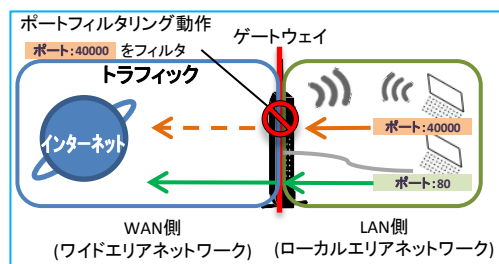 ポートフィルタリング動作
ポート:40000 をフィルタ
ゲートウェイ
トラフィック
インターネット
ポート:40000
ポート:80
WAN側
(ワイドエリアネットワーク)
LAN側
(ローカルエリアネットワーク)